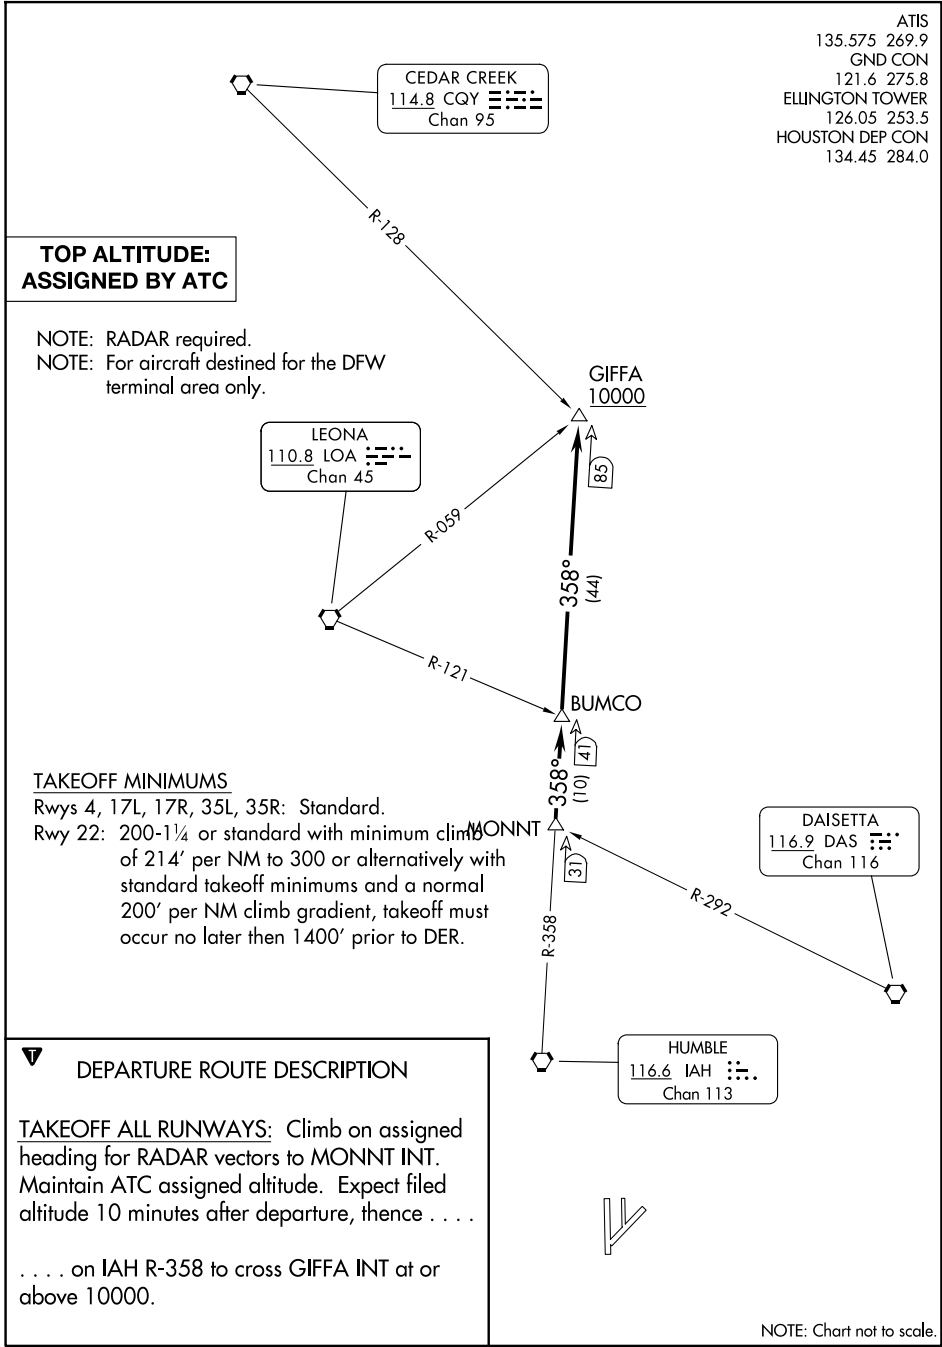 ATIS
135.575 269.9
GND CON
121.6 275.8
ELLINGTON TOWER
126.05 253.5
HOUSTON DEP CON
134.45 284.0
CEDAR CREEK
114.8 CQY
Chan 95
R-128
TOP ALTITUDE:
ASSIGNED BY ATC
NOTE: RADAR required.
NOTE: For aircraft destined for the DFW
terminal area only.
GIFFA
10000
LEONA
110.8 LOA
Chan 45
85
R-059
358°
(44)
R-121
BUMCO
41
358°
(10)
TAKEOFF MINIMUMS
Rwys 4, 17L, 17R, 35L, 35R: Standard.
Rwy 22: 200-1¼ or standard with minimum climb
of 214' per NM to 300 or alternatively with
standard takeoff minimums and a normal
200' per NM climb gradient, takeoff must
occur no later then 1400' prior to DER.
MONNT
31
DAISETTA
116.9 DAS
Chan 116
R-292
R-358
HUMBLE
116.6 IAH
Chan 113
T
DEPARTURE ROUTE DESCRIPTION
TAKEOFF ALL RUNWAYS: Climb on assigned
heading for RADAR vectors to MONNT INT.
Maintain ATC assigned altitude. Expect filed
altitude 10 minutes after departure, thence . . . .
. . . . on IAH R-358 to cross GIFFA INT at or
above 10000.
NOTE: Chart not to scale.